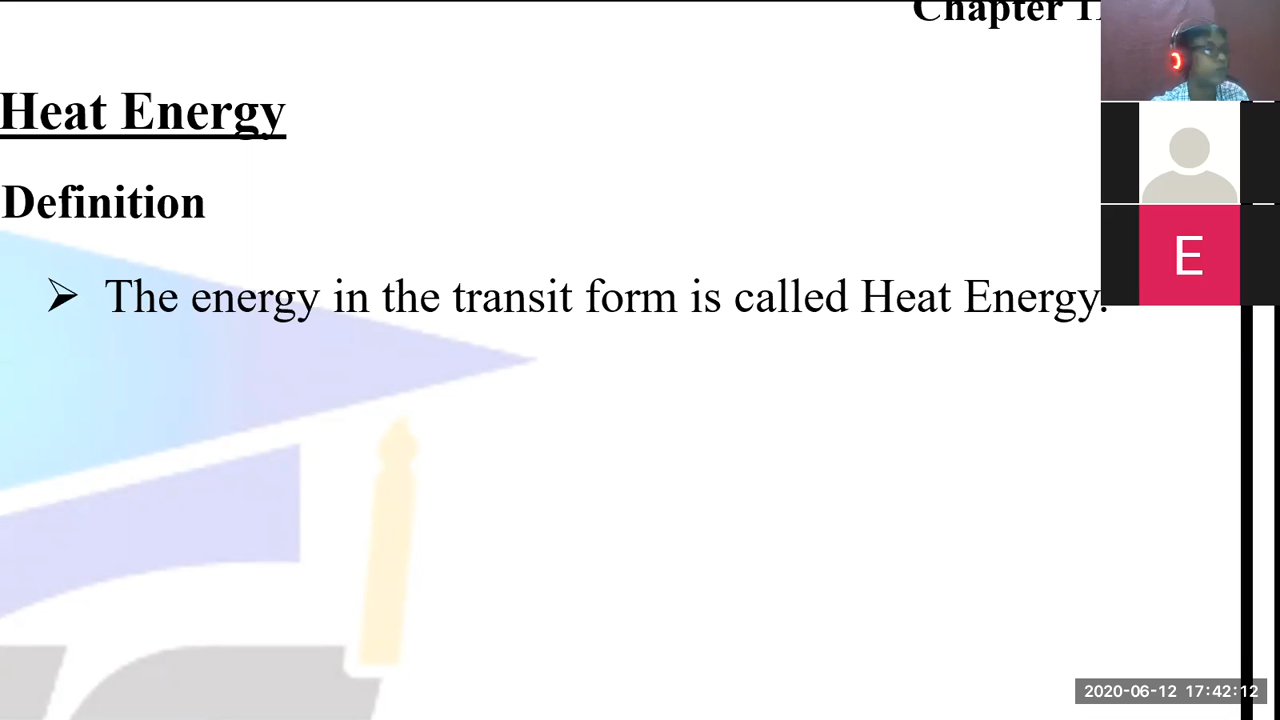 Chapter
Heat Energy
Definition
➢ The energy in the transit form is called Heat Energy.
E
2020-06-12 17:42:12